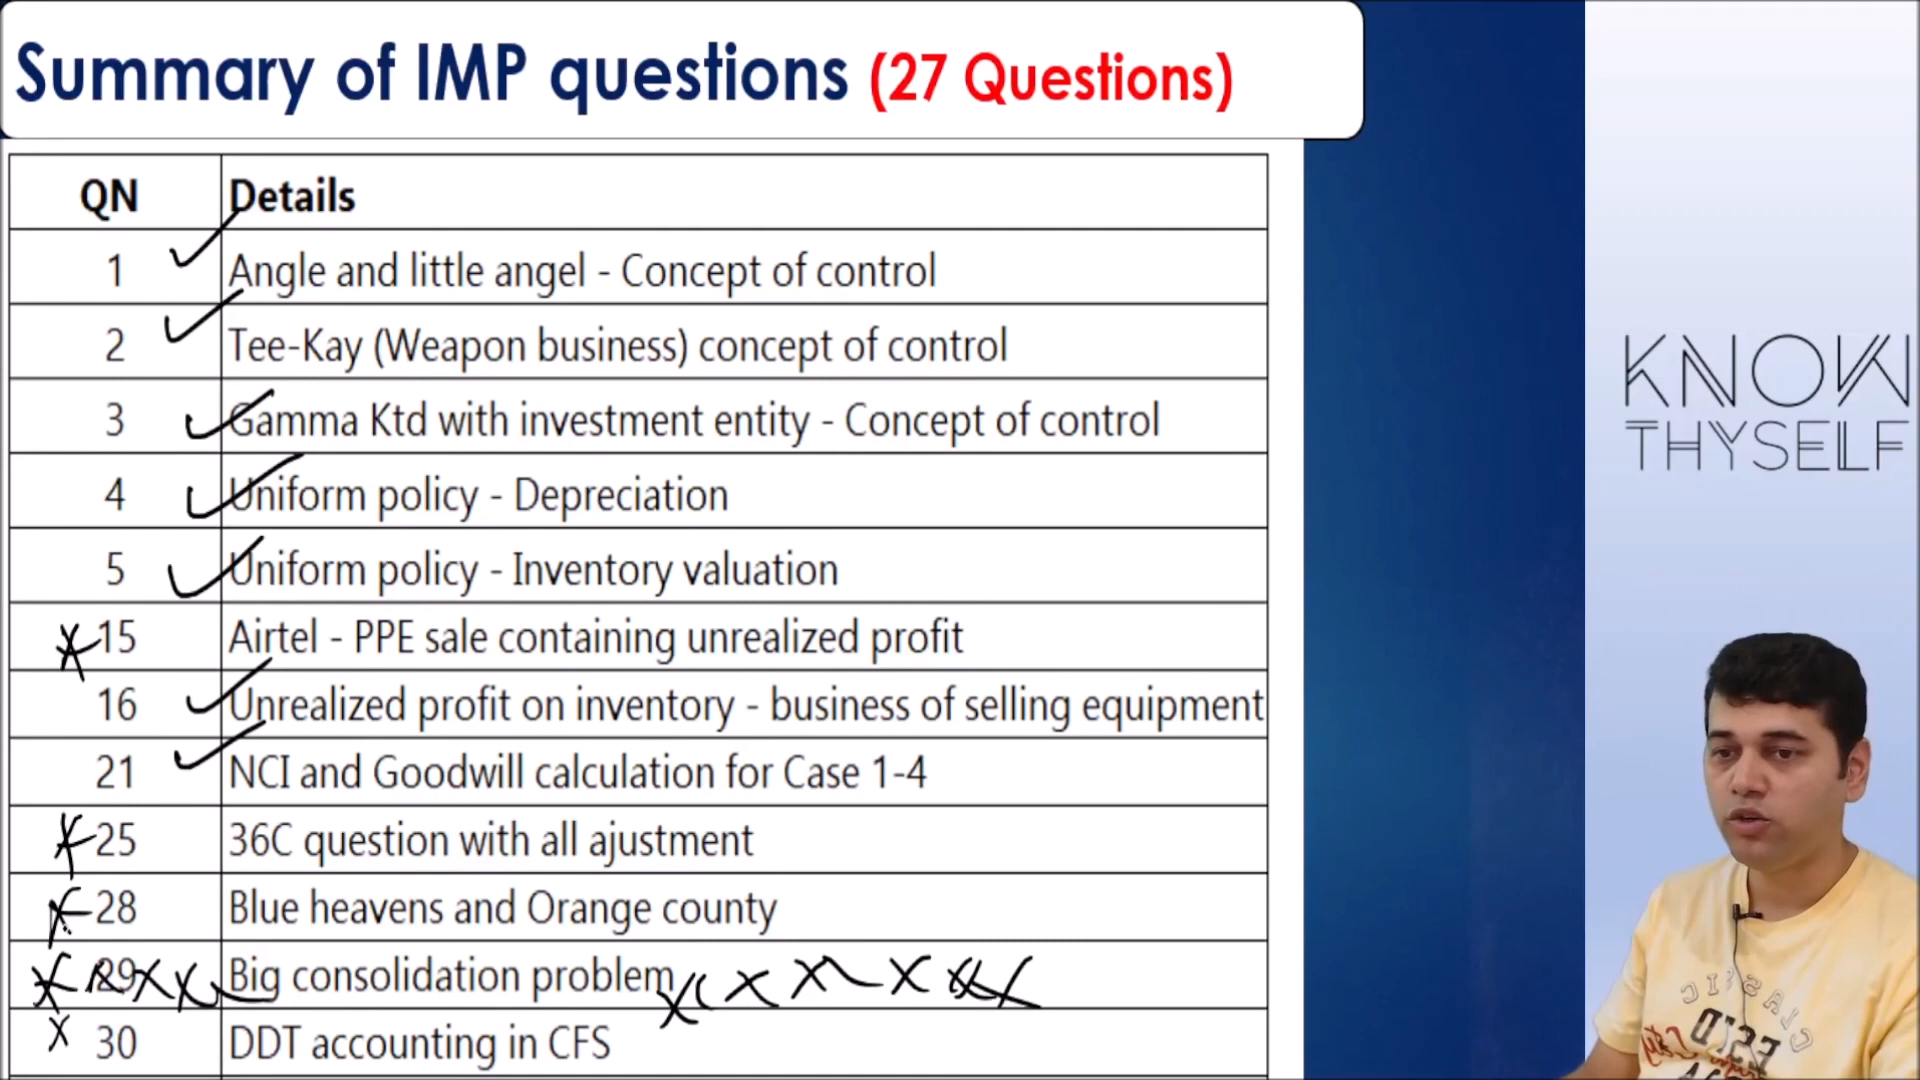 Summary of IMP questions (27 Questions)
QN Details
1 Angle and little angel - Concept of control
2 Tee-Kay (Weapon business) concept of control
3 Gamma Ktd with investment entity - Concept of control
4 Uniform policy - Depreciation
5 Uniform policy - Inventory valuation
15 Airtel - PPE sale containing unrealized profit
16 Unrealized profit on inventory - business of selling equipment
21 NCI and Goodwill calculation for Case 1-4
25 36C question with all ajustment
28 Blue heavens and Orange county
29 Big consolidation problem
30 DDT accounting in CFS
KNOW
THYSELF